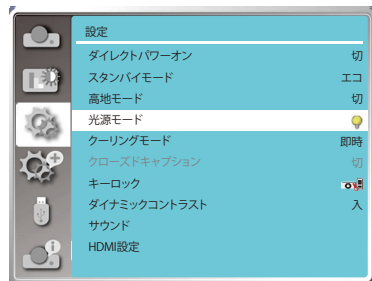 設定
ダイレクトパワーオン 切
スタンバイモード エコ
高地モード 切
光源モード
クーリングモード 即時
クローズドキャプション 切
キーロック
ダイナミックコントラスト 入
サウンド
HDMI設定